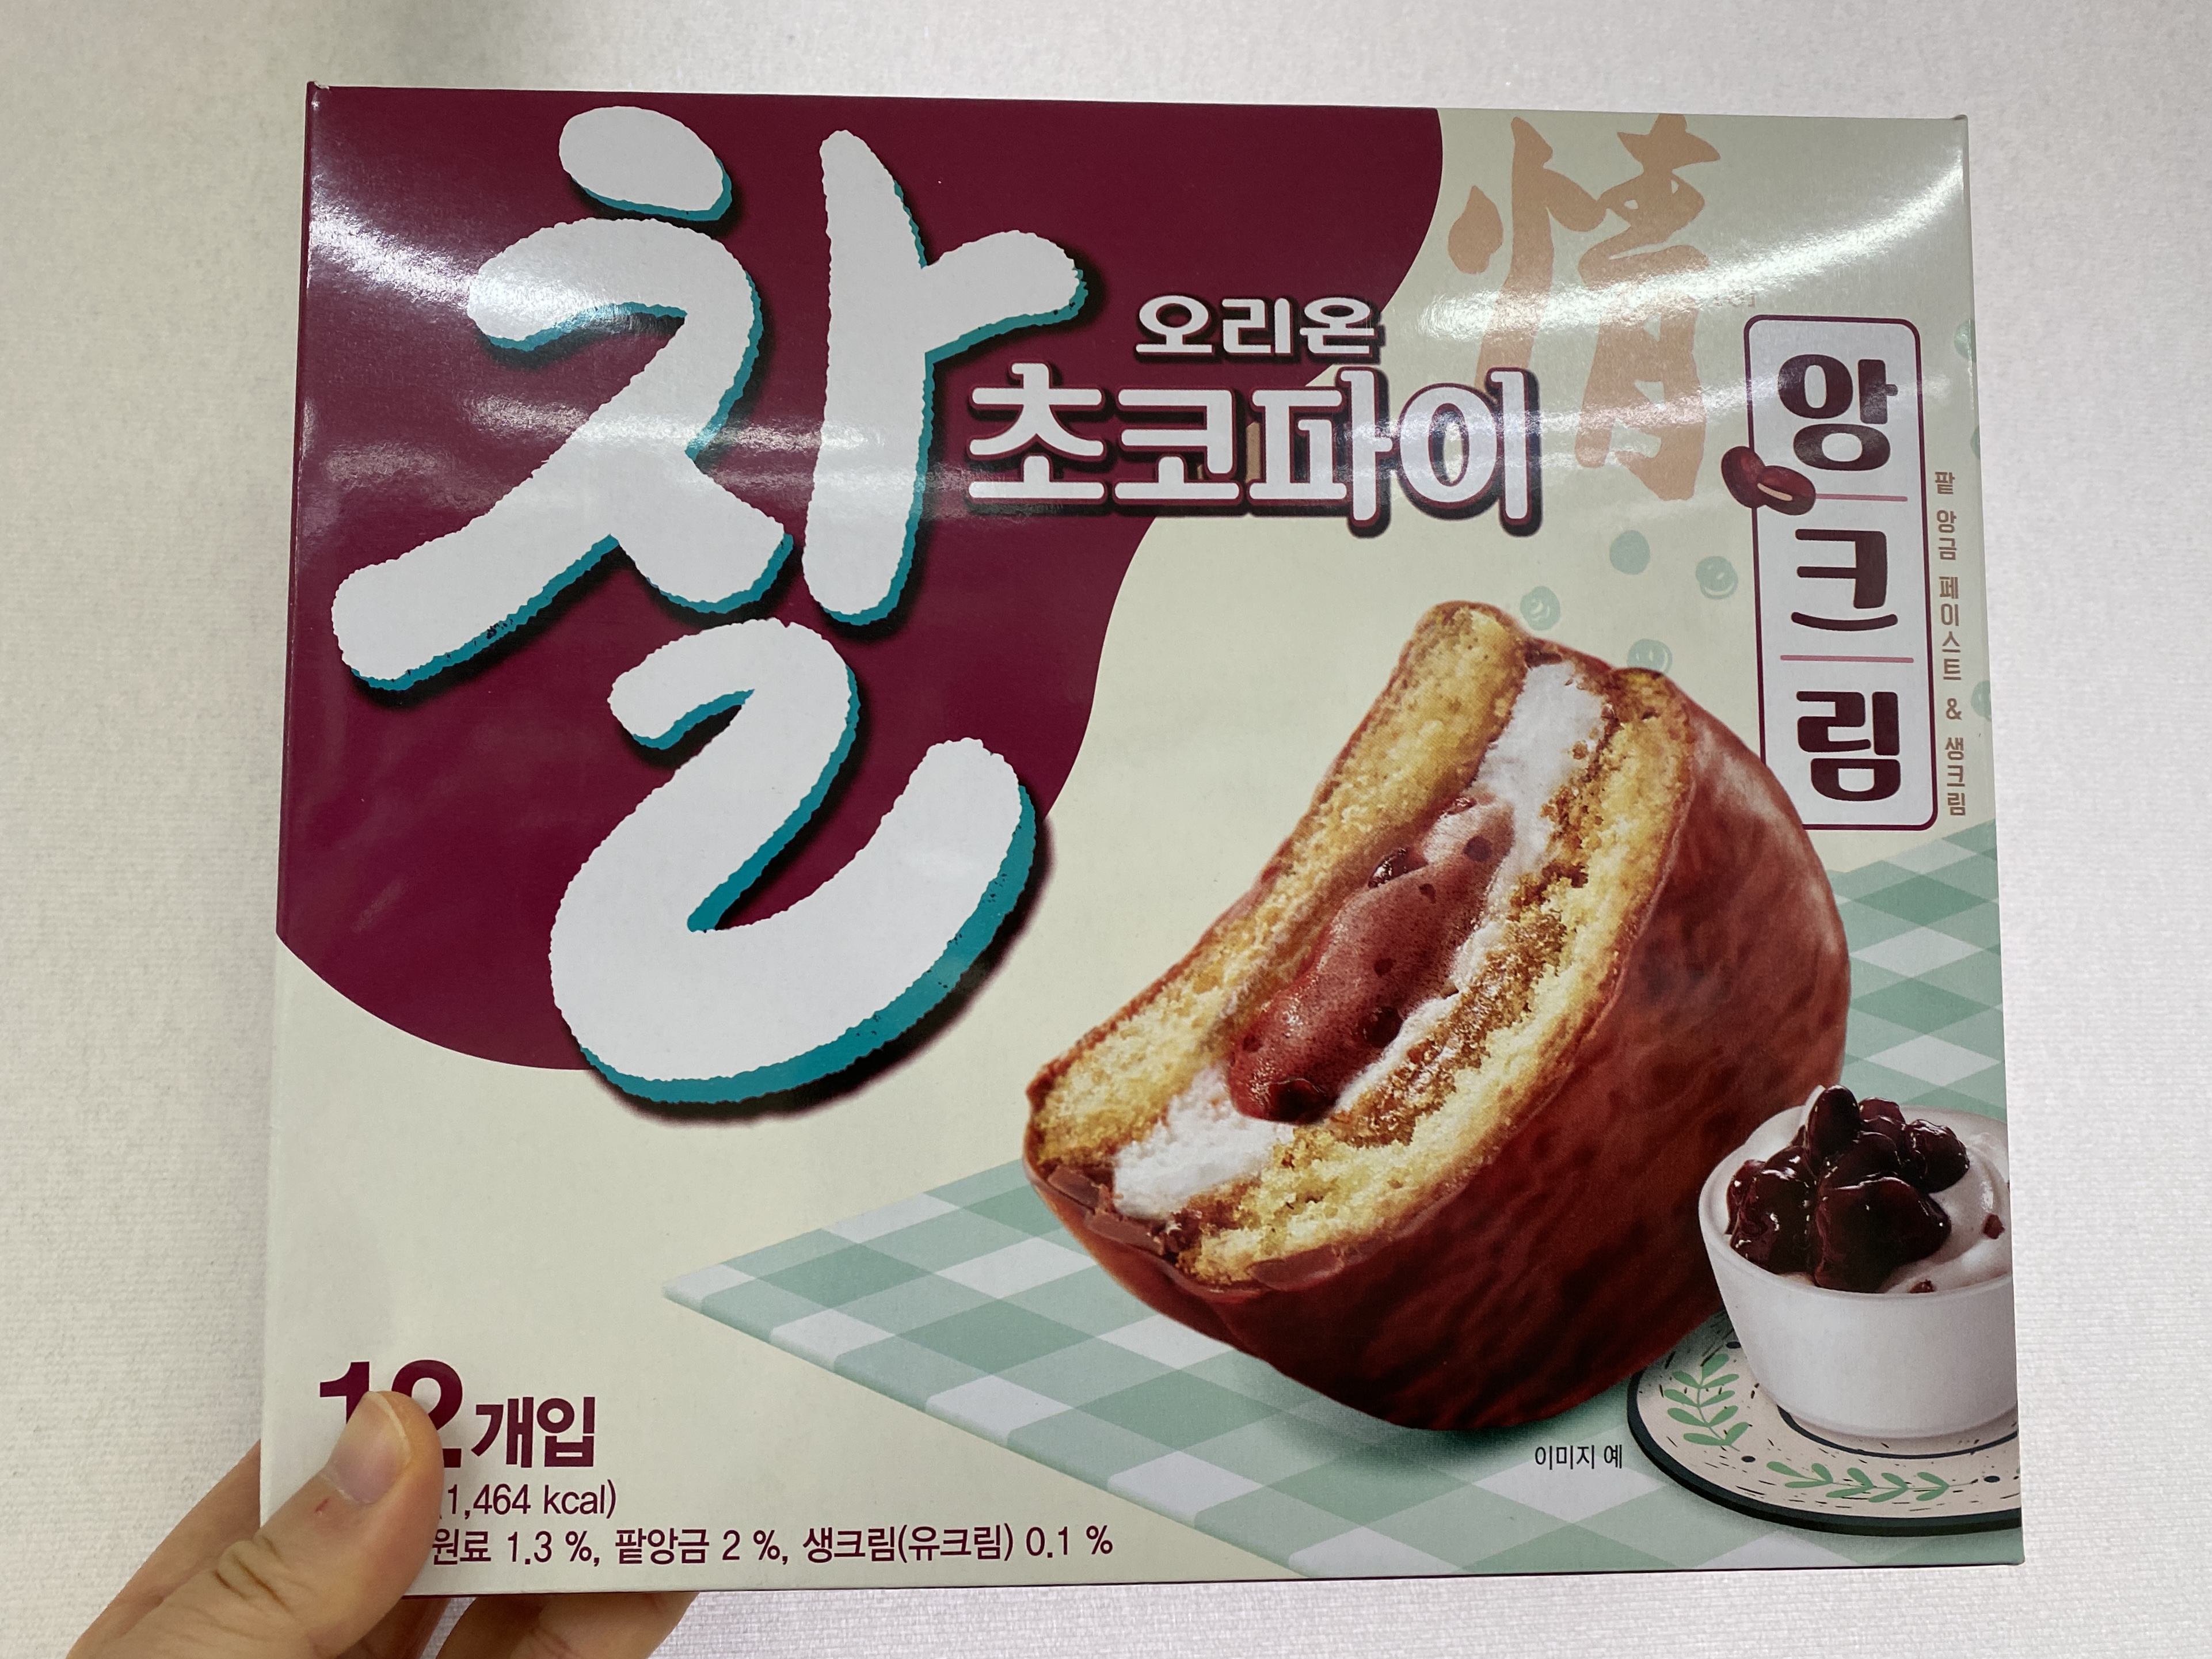 찰
오리온
초코파이
情
앙크림
팥 앙금 페이스트 & 생크림
이미지 예
12개입
(1,464 kcal)
원료 1.3 %, 팥앙금 2 %, 생크림(유크림) 0.1 %